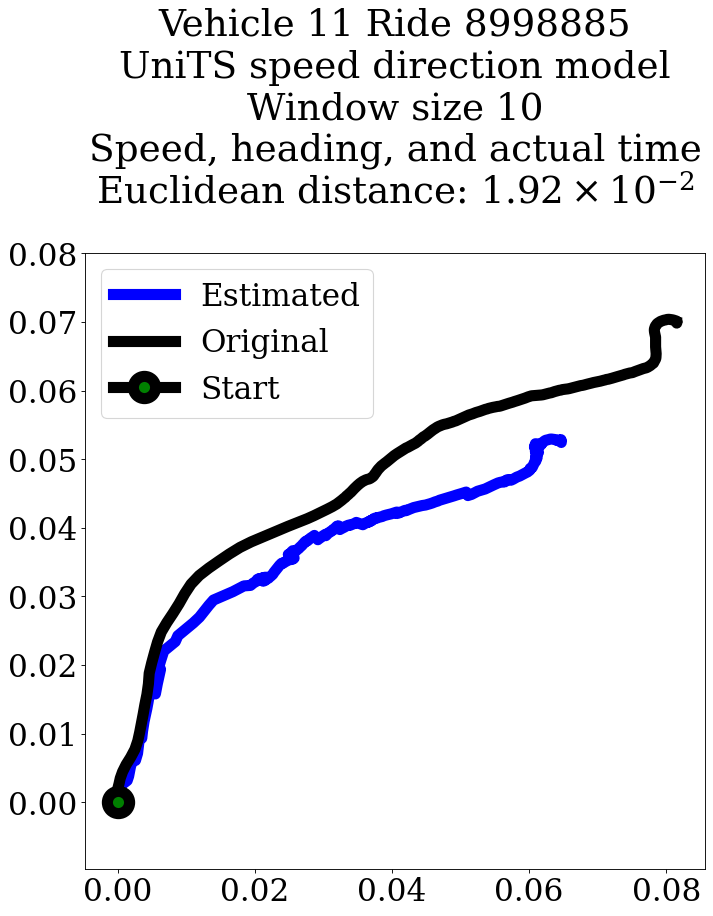 Vehicle 11 Ride 8998885
UniTS speed direction model
Window size 10
Speed, heading, and actual time
Euclidean distance: 1.92 × 10⁻²
0.08
0.07
0.06
0.05
0.04
0.03
0.02
0.01
0.00
Estimated
Original
Start
0.00 0.02 0.04 0.06 0.08